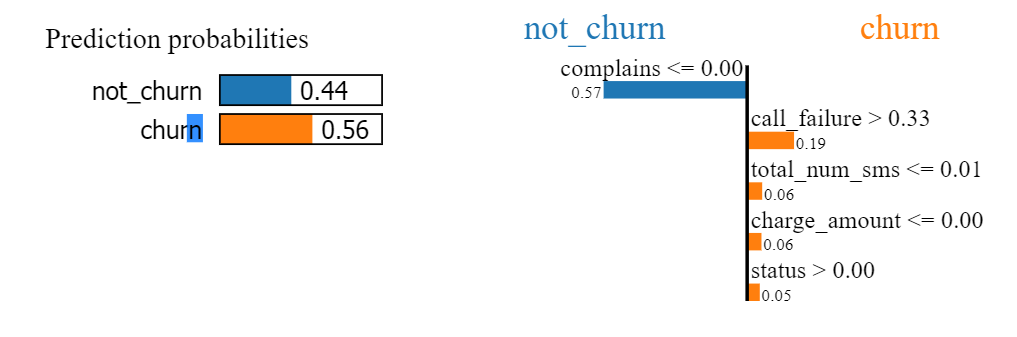 Prediction probabilities
not_churn 0.44
churn 0.56
not_churn churn
complains <= 0.00
0.57
call_failure > 0.33
0.19
total_num_sms <= 0.01
0.06
charge_amount <= 0.00
0.06
status > 0.00
0.05